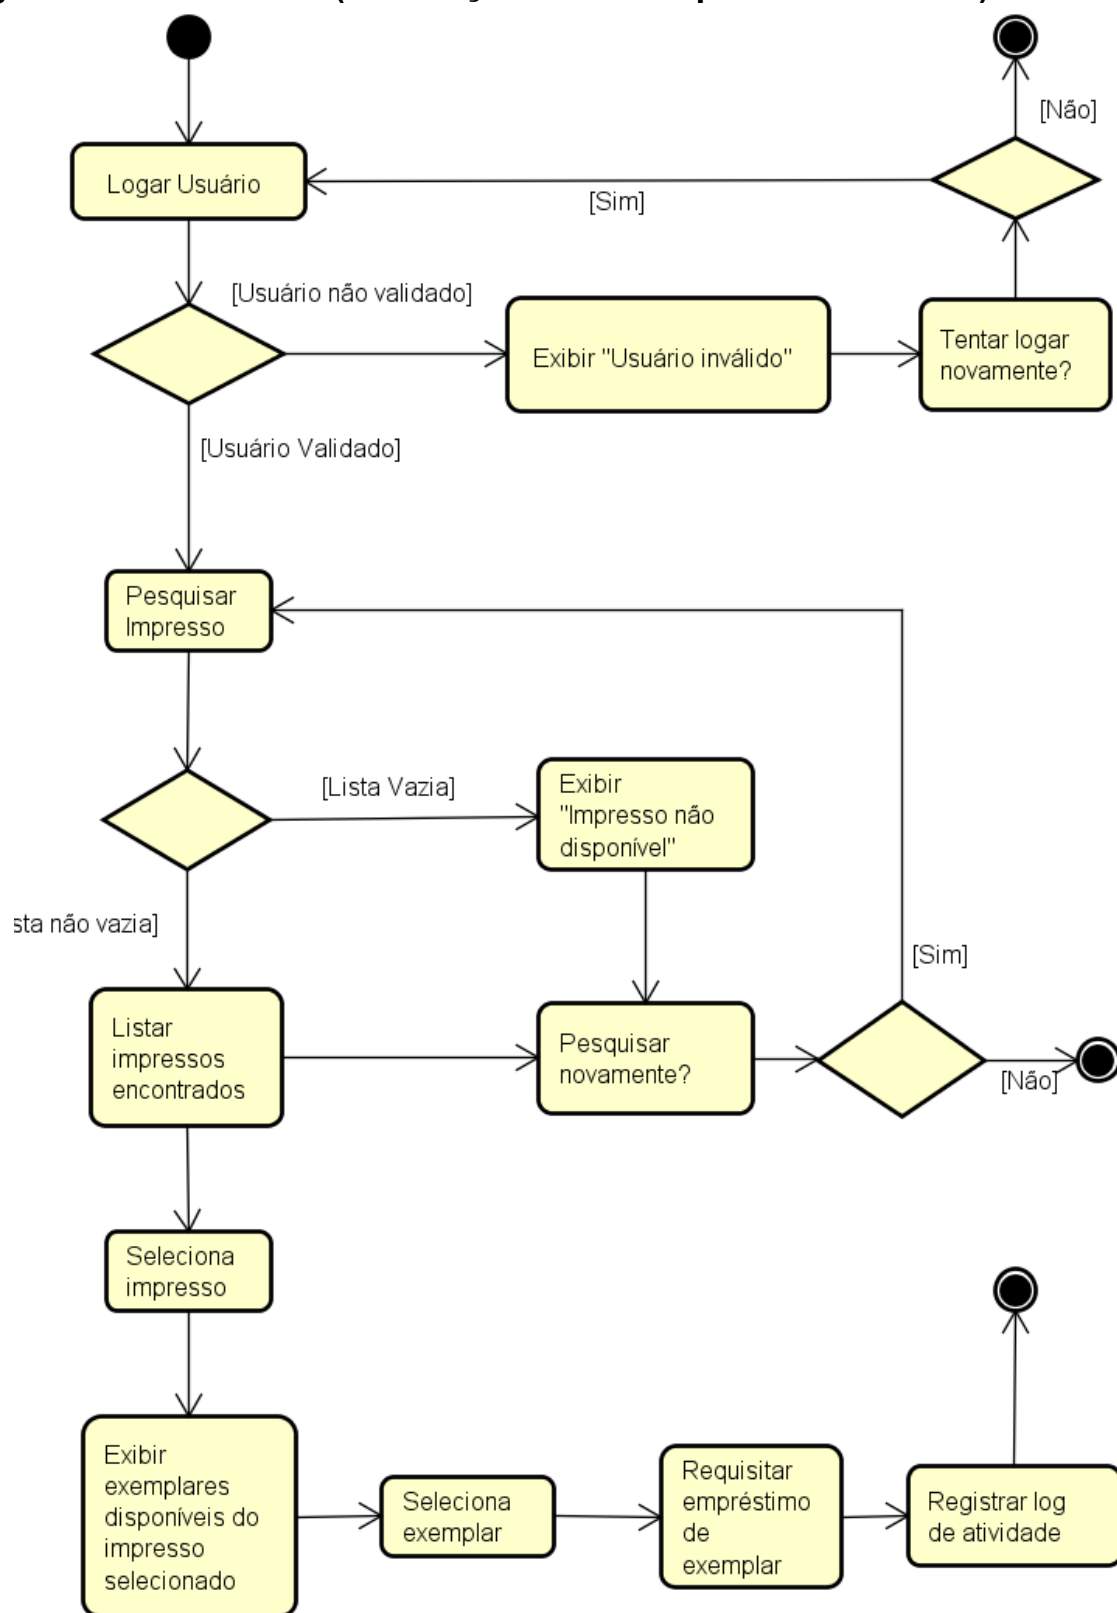 [Não]
Logar Usuário
[Sim]
[Usuário não validado]
Exibir "Usuário inválido"
Tentar logar
novamente?
[Usuário Validado]
Pesquisar
Impresso
[Lista Vazia]
Exibir
"Impresso não
disponível"
sta não vazia]
[Sim]
Listar
impressos
encontrados
Pesquisar
novamente?
[Não]
Seleciona
impresso
Exibir
exemplares
disponíveis do
impresso
selecionado
Seleciona
exemplar
Requisitar
empréstimo
de
exemplar
Registrar log
de atividade